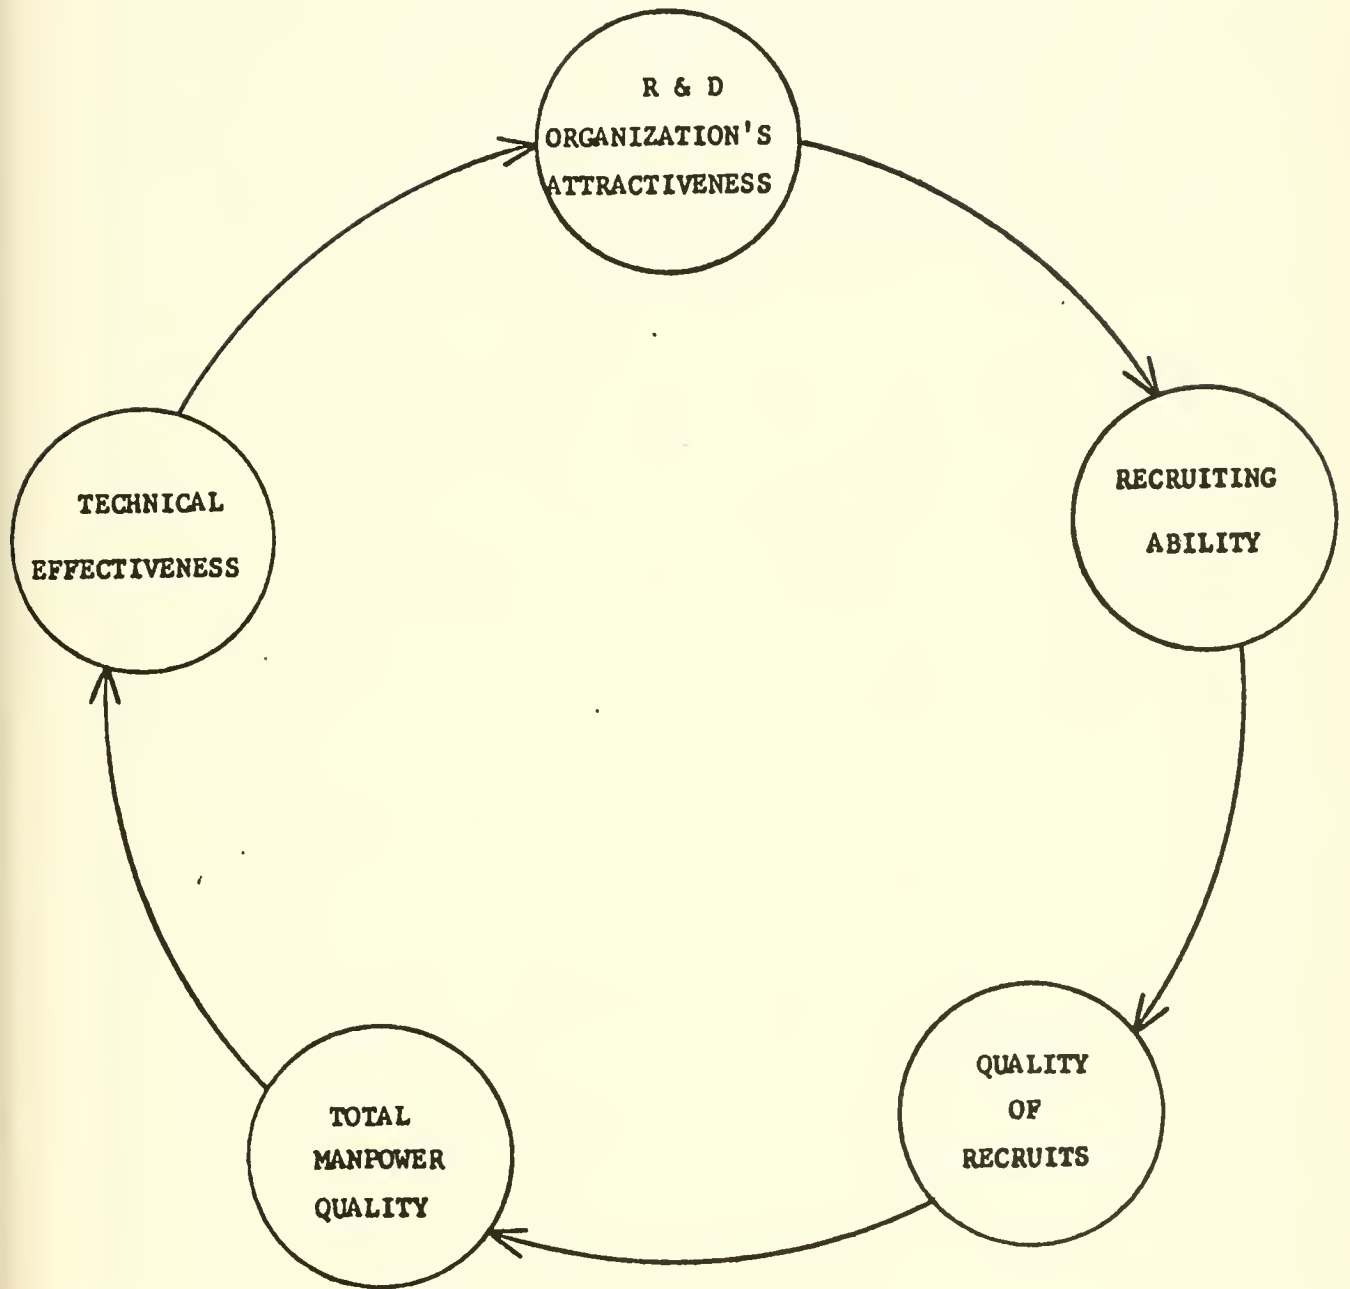 R & D
ORGANIZATION'S
ATTRACTIVENESS
RECRUITING
ABILITY
QUALITY
OF
RECRUITS
TOTAL
MANPOWER
QUALITY
TECHNICAL
EFFECTIVENESS